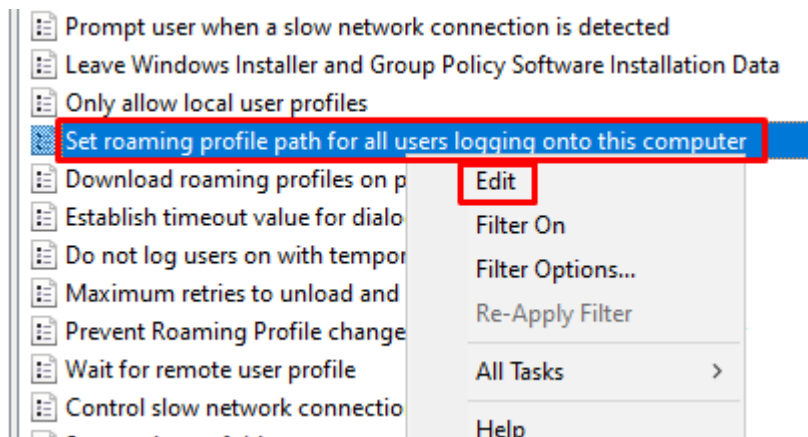 Prompt user when a slow network connection is detected
Leave Windows Installer and Group Policy Software Installation Data
Only allow local user profiles
Set roaming profile path for all users logging onto this computer
Download roaming profiles on p
Edit
Establish timeout value for dialo
Filter On
Do not log users on with tempor
Filter Options...
Maximum retries to unload and
Re-Apply Filter
Prevent Roaming Profile change
Wait for remote user profile
All Tasks
Control slow network connectio
Help